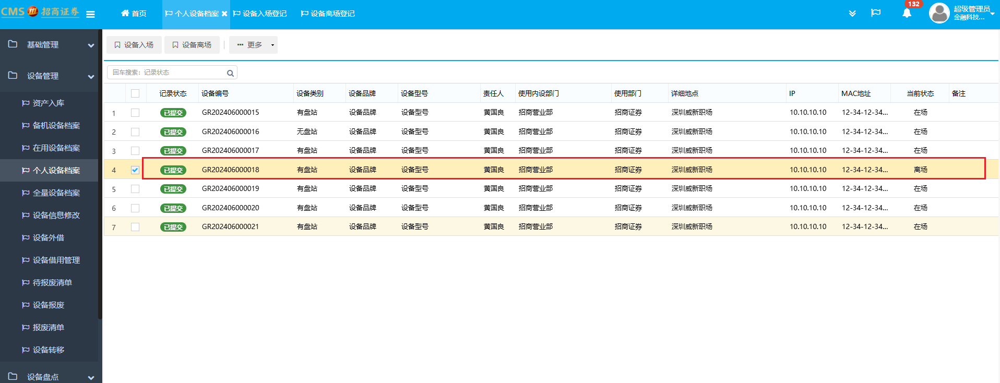 CMS 招商证券 首页 个人设备档案 设备入场登记 设备离场登记 132 超级管理员
金融科技...
基础管理
设备管理
资产入库
备机设备档案
在用设备档案
个人设备档案
全量设备档案
设备信息修改
设备外借
设备借用管理
待报废清单
设备报废
报废清单
设备转移
设备盘点
设备入场 设备离场 更多
回车搜索：记录状态
记录状态 设备编号 设备类别 设备品牌 设备型号 责任人 使用内设部门 使用部门 详细地点 IP MAC地址 当前状态 备注
1 已提交 GR202406000015 有盘站 设备品牌 设备型号 黄国良 招商营业部 招商证券 深圳威新职场 10.10.10.10 12-34-12-34... 在场
2 已提交 GR202406000016 无盘站 设备品牌 设备型号 黄国良 招商营业部 招商证券 深圳威新职场 10.10.10.10 12-34-12-34... 在场
3 已提交 GR202406000017 有盘站 设备品牌 设备型号 黄国良 招商营业部 招商证券 深圳威新职场 10.10.10.10 12-34-12-34... 在场
4 已提交 GR202406000018 有盘站 设备品牌 设备型号 黄国良 招商营业部 招商证券 深圳威新职场 10.10.10.10 12-34-12-34... 离场
5 已提交 GR202406000019 有盘站 设备品牌 设备型号 黄国良 招商营业部 招商证券 深圳威新职场 10.10.10.10 12-34-12-34... 在场
6 已提交 GR202406000020 有盘站 设备品牌 设备型号 黄国良 招商营业部 招商证券 深圳威新职场 10.10.10.10 12-34-12-34... 在场
7 已提交 GR202406000021 有盘站 设备品牌 设备型号 黄国良 招商营业部 招商证券 深圳威新职场 10.10.10.10 12-34-12-34... 在场